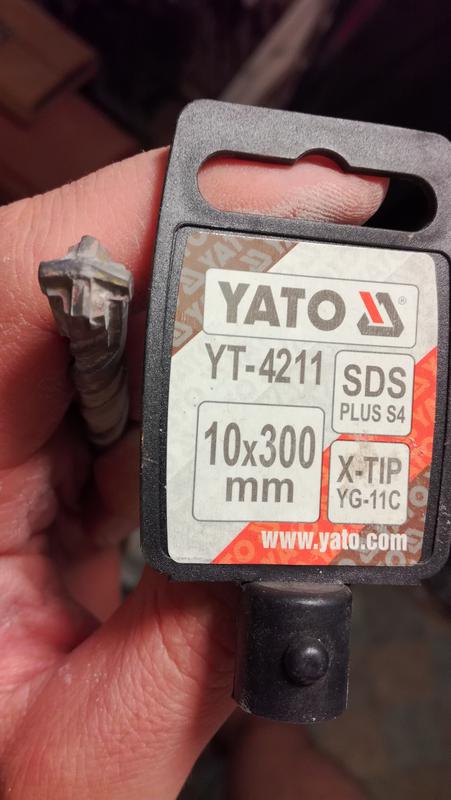 YATO ®
YT-4211
SDS
PLUS S4
10x300
mm
X-TIP
YG-11C
www.yato.com